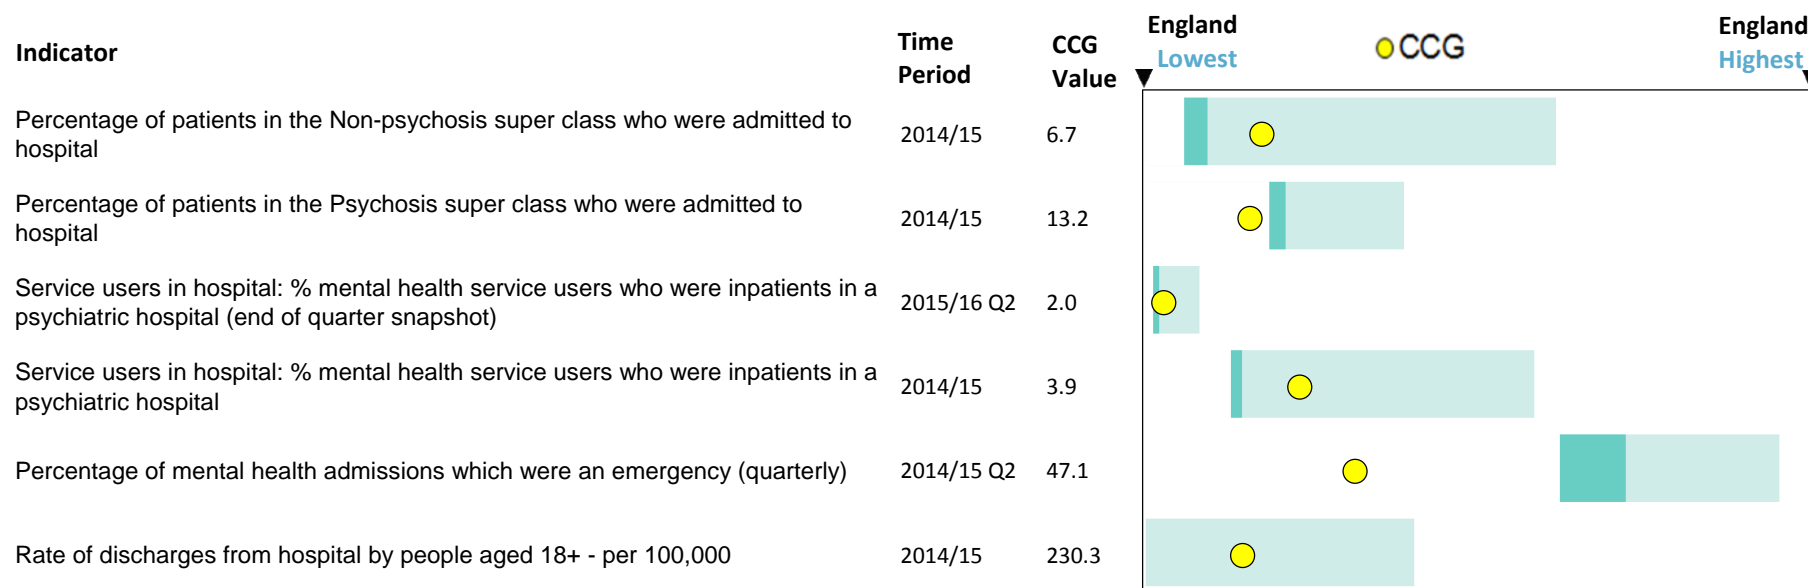 Indicator
Time
Period
CCG
Value
England
Lowest
CCG
England
Highest
Percentage of patients in the Non-psychosis super class who were admitted to
hospital
2014/15
6.7
Percentage of patients in the Psychosis super class who were admitted to
hospital
2014/15
13.2
Service users in hospital: % mental health service users who were inpatients in a
psychiatric hospital (end of quarter snapshot)
2015/16 Q2
2.0
Service users in hospital: % mental health service users who were inpatients in a
psychiatric hospital
2014/15
3.9
Percentage of mental health admissions which were an emergency (quarterly)
2014/15 Q2
47.1
Rate of discharges from hospital by people aged 18+ - per 100,000
2014/15
230.3